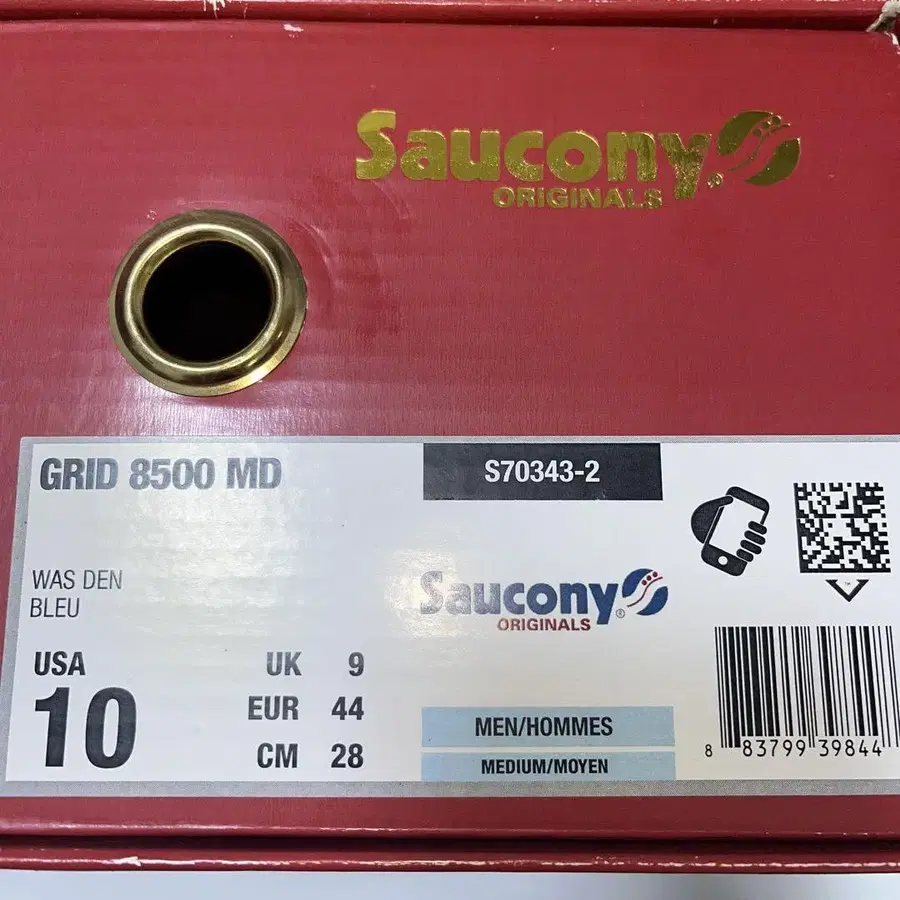 Saucony®
ORIGINALS
GRID 8500 MD
S70343-2
WAS DEN
BLEU
Saucony®
ORIGINALS
USA
10
UK 9
EUR 44
CM 28
MEN/HOMMES
MEDIUM/MOYEN
8 83799 39844